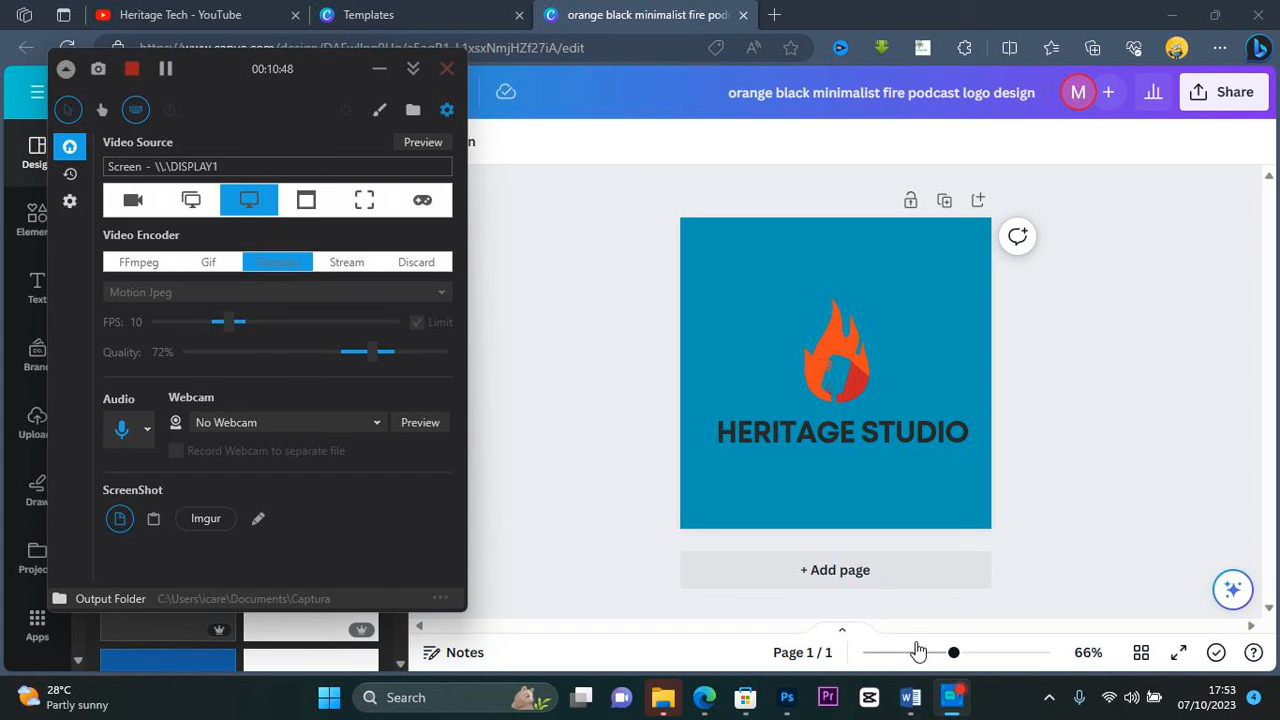 Heritage Tech - YouTube
Templates
orange black minimalist fire pod
00:10:48
orange black minimalist fire podcast logo design
M
Share
Video Source
Preview
Screen - \\.\DISPLAY1
Video Encoder
FFmpeg
Gif
Stream
Discard
Motion Jpeg
FPS: 10
Limit
Quality: 72%
Audio
Webcam
No Webcam
Preview
Record Webcam to separate file
ScreenShot
Imgur
Output Folder
C:\Users\icare\Documents\Captura
Desig
Elemen
Text
Bran
Uploa
Draw
Projec
Apps
HERITAGE STUDIO
+ Add page
Notes
Page 1 / 1
66%
28°C
Partly sunny
Search
17:53
07/10/2023
4